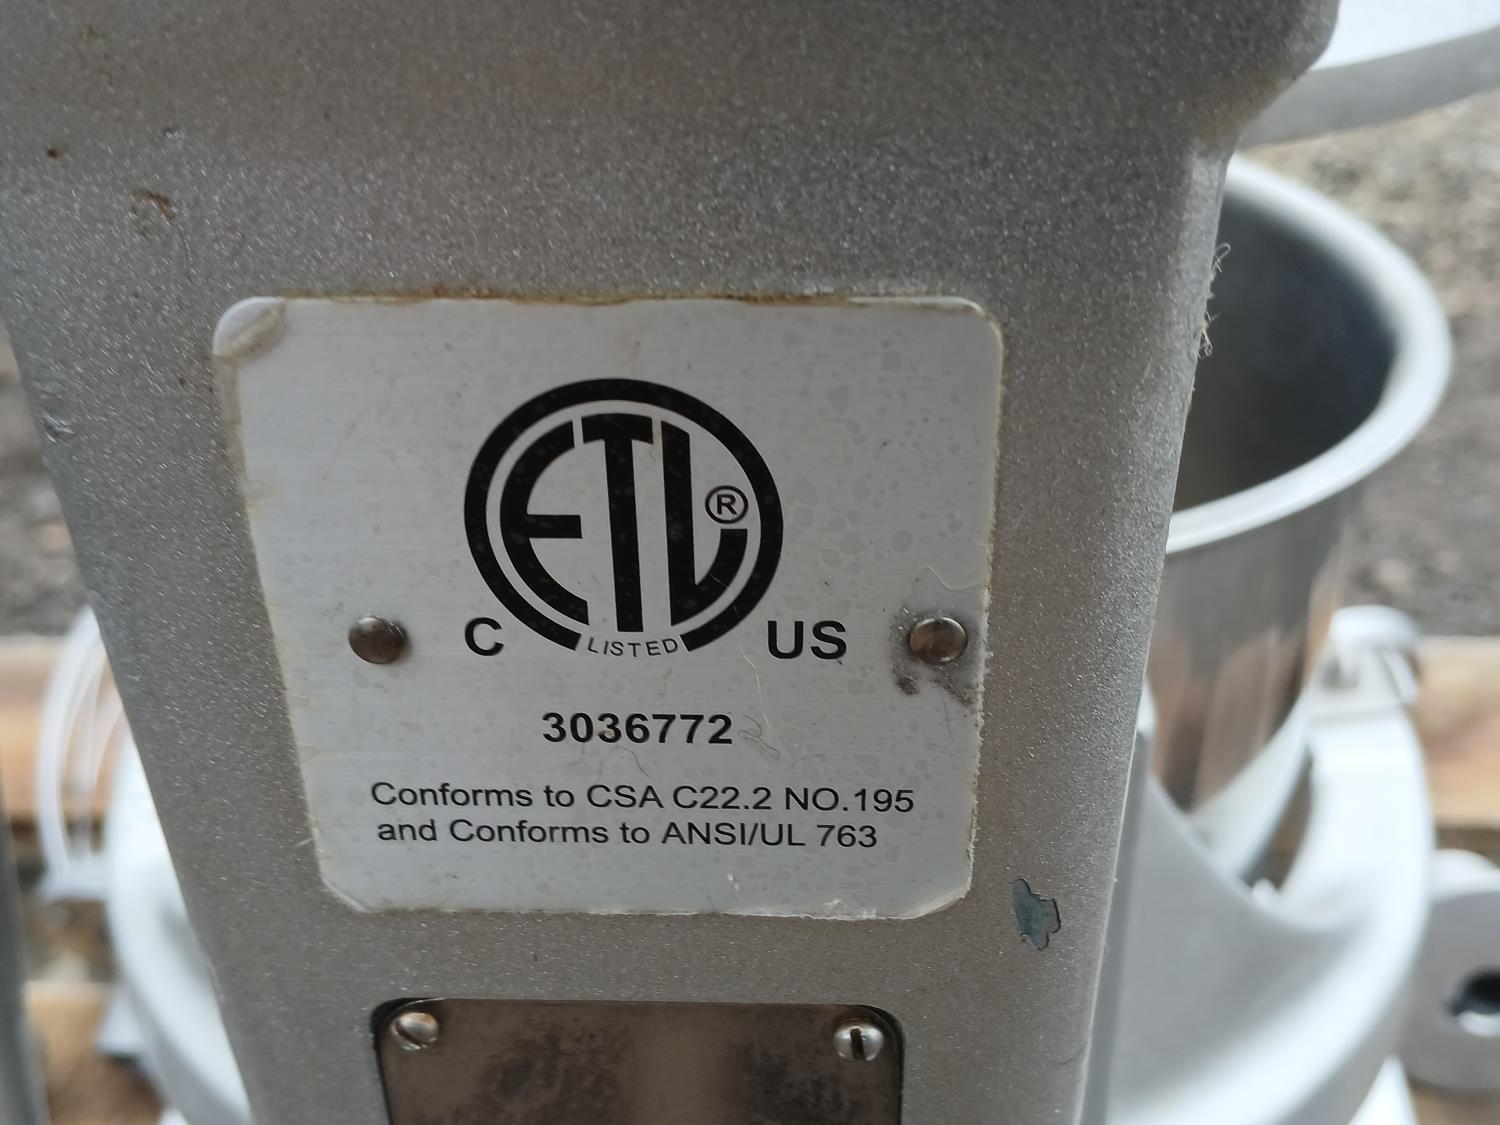 ETL®
C LISTED US
3036772
Conforms to CSA C22.2 NO.195
and Conforms to ANSI/UL 763